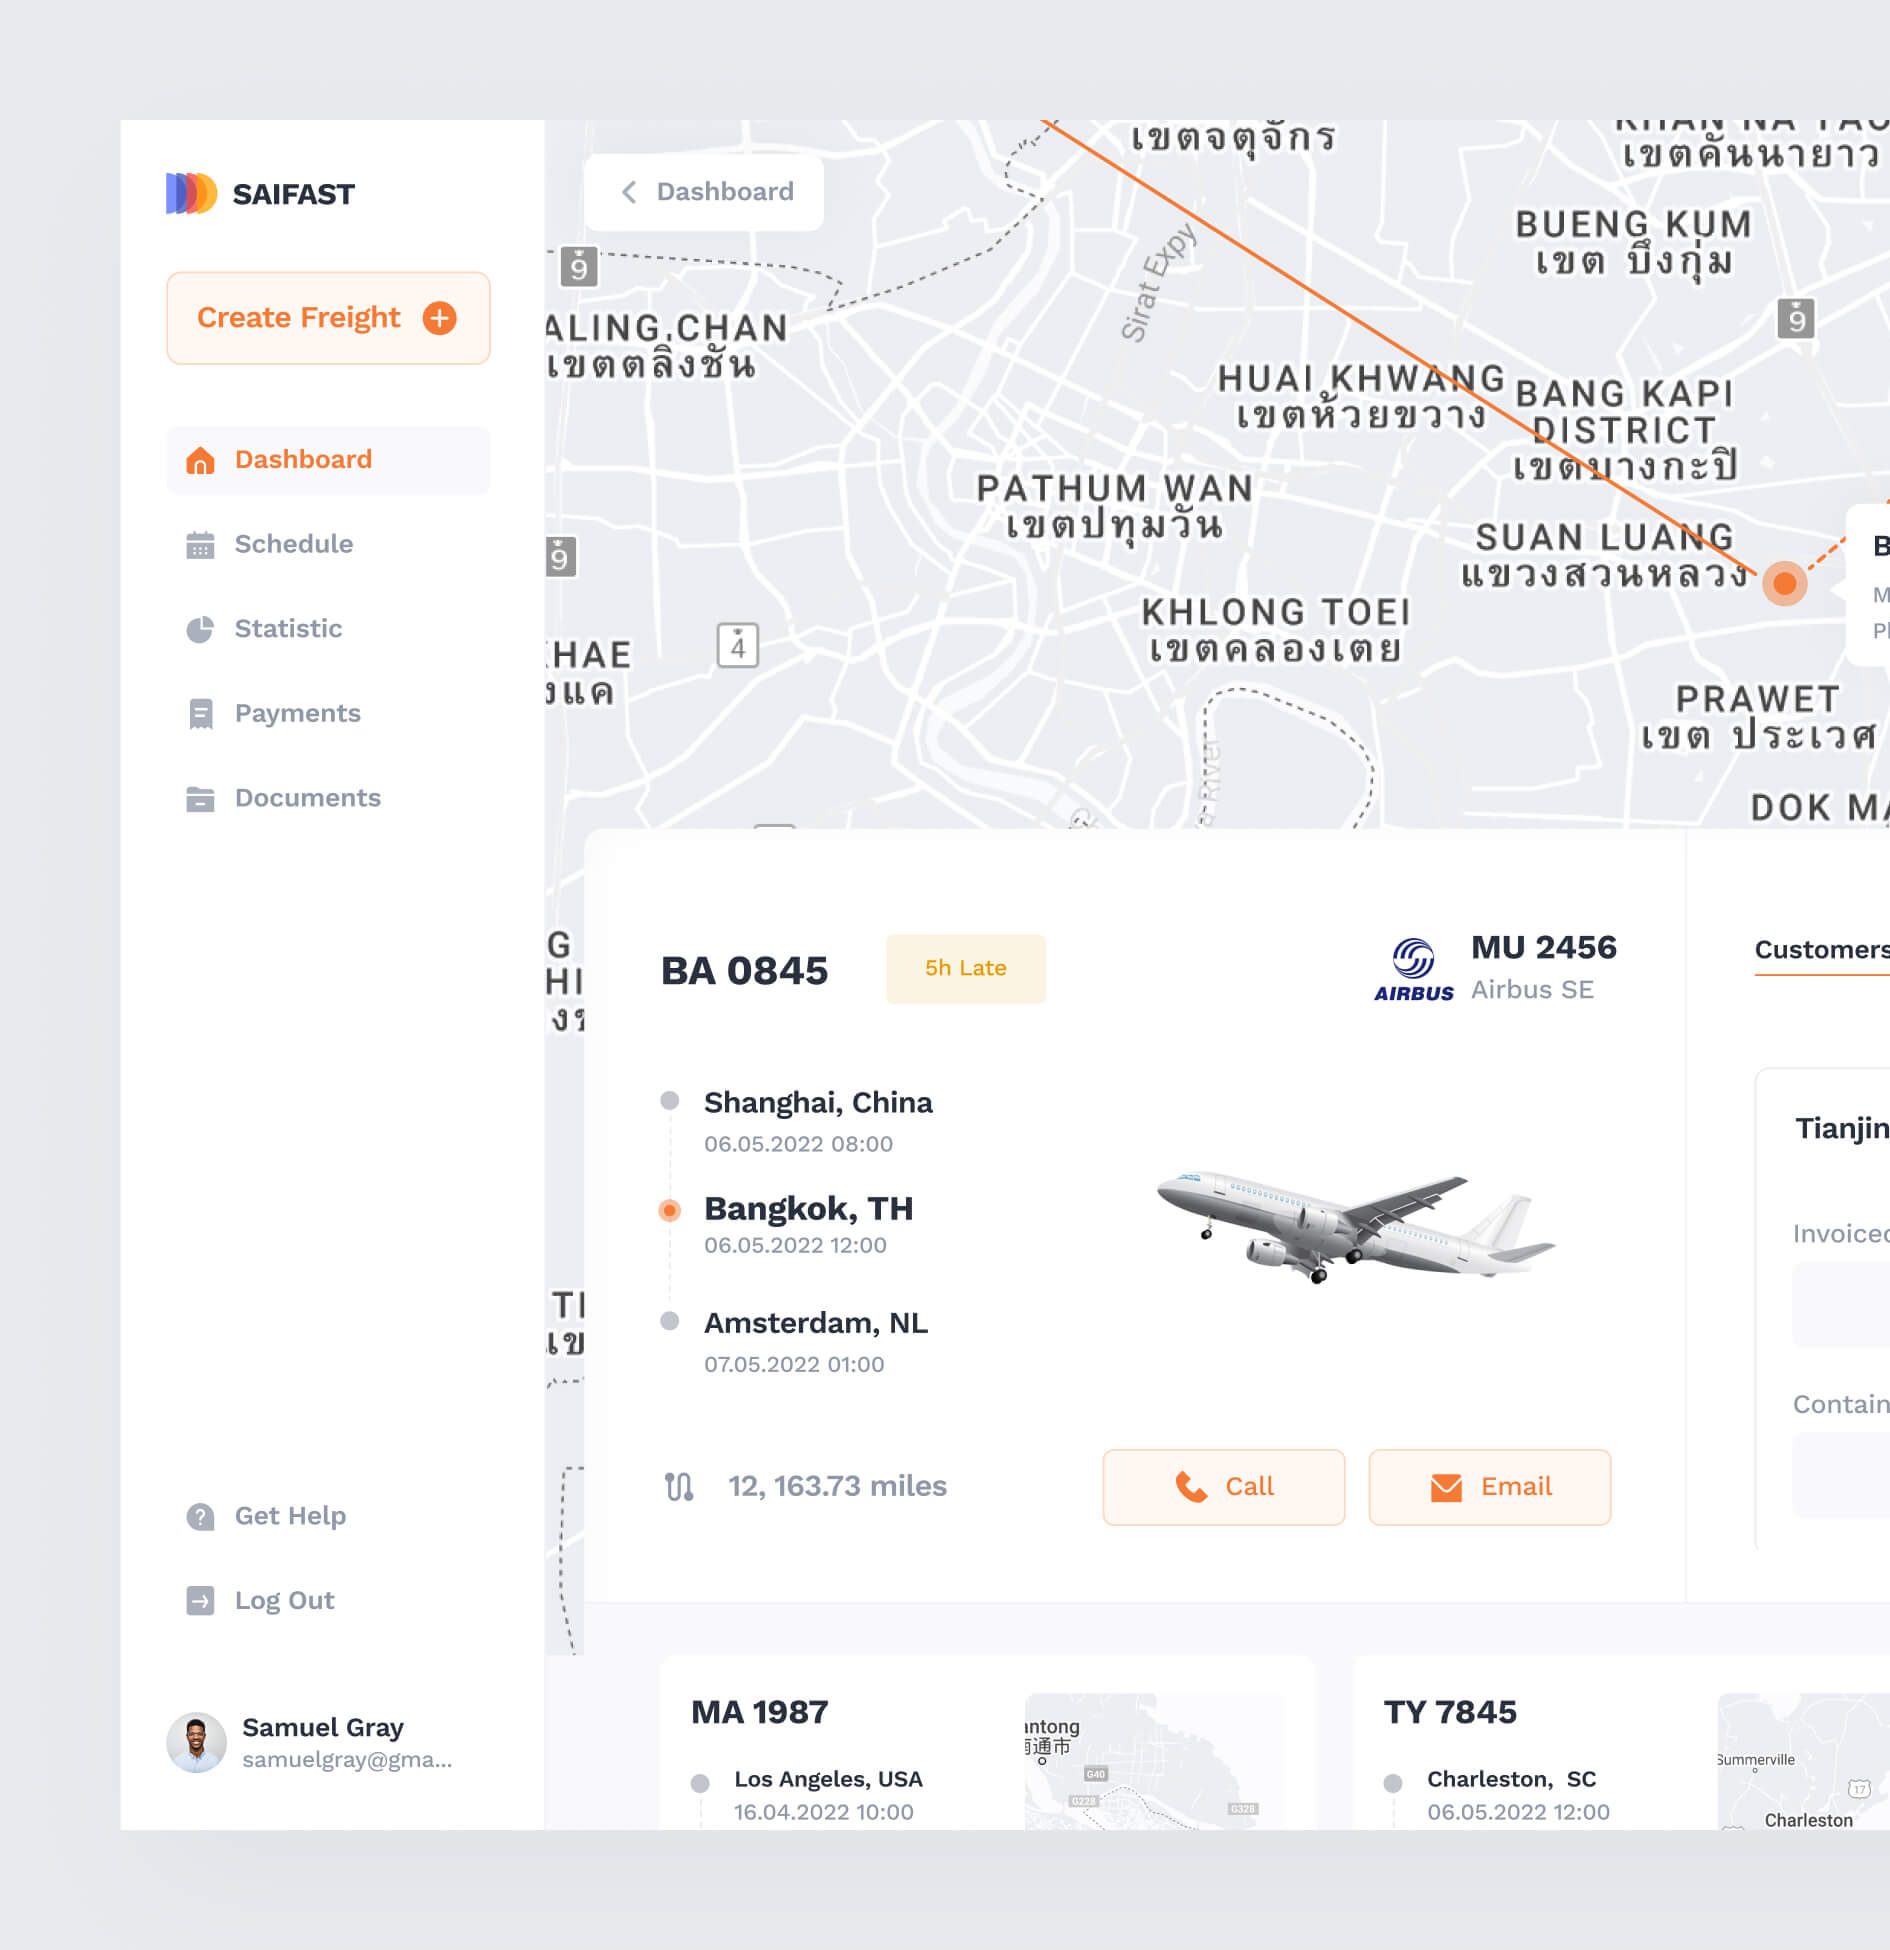 SAIFAST
Create Freight
Dashboard
Schedule
Statistic
Payments
Documents
Get Help
Log Out
Samuel Gray
samuelgray@gma...
Dashboard
เขตจตุจักร
เขตคันนายาว
BUENG KUM
เขต บึงกุ่ม
9
9
Sirat Expy
ALING CHAN
เขตตลิ่งชัน
HUAI KHWANG
เขตห้วยขวาง
BANG KAPI
DISTRICT
เขตบางกะปิ
PATHUM WAN
เขตปทุมวัน
SUAN LUANG
แขวงสวนหลวง
9
KHLONG TOEI
เขตคลองเตย
4
KHAE
งแค
PRAWET
เขต ประเวศ
River
DOK
BA 0845
5h Late
AIRBUS
MU 2456
Airbus SE
Shanghai, China
06.05.2022 08:00
Bangkok, TH
06.05.2022 12:00
Amsterdam, NL
07.05.2022 01:00
12, 163.73 miles
Call
Email
Customers
Tianjin
Invoiced
Contain
MA 1987
Los Angeles, USA
16.04.2022 10:00
antong
南通市
G40
G228
G328
TY 7845
Charleston, SC
06.05.2022 12:00
Summerville
17
Charleston